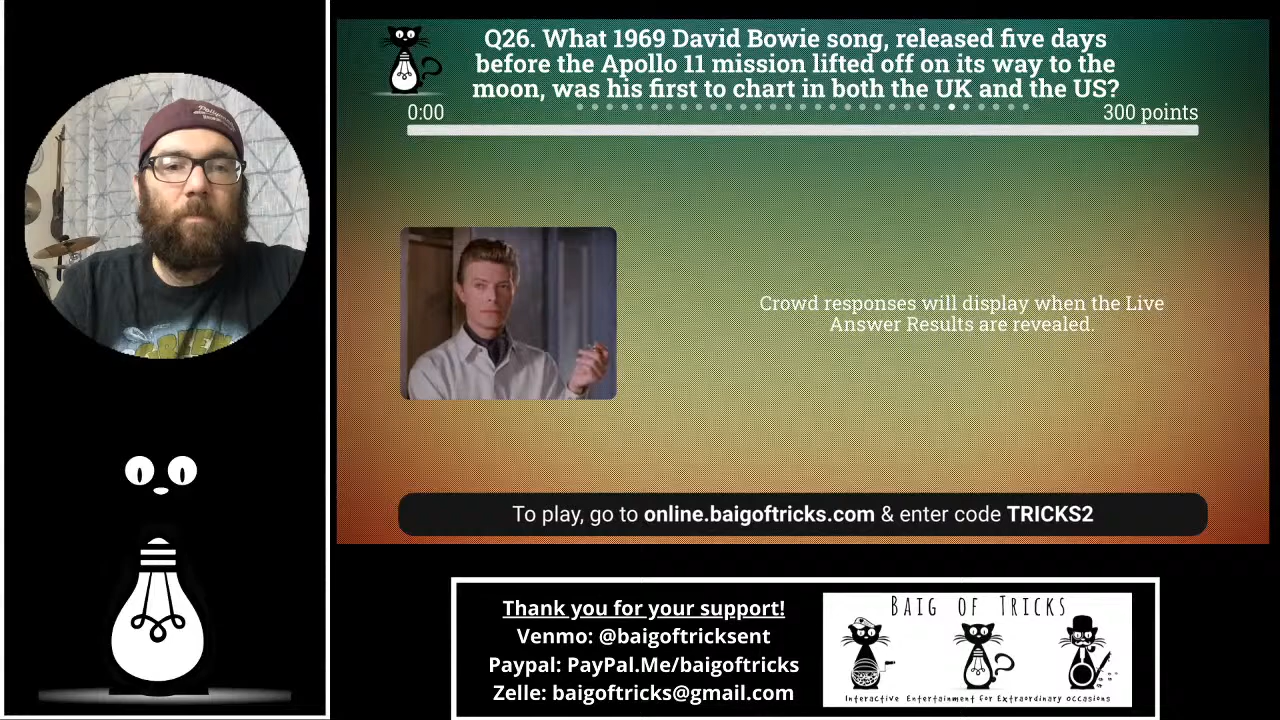 Q26. What 1969 David Bowie song, released five days
before the Apollo 11 mission lifted off on its way to the
moon, was his first to chart in both the UK and the US?
0:00
300 points
Crowd responses will display when the Live
Answer Results are revealed.
To play, go to online.baigoftricks.com & enter code TRICKS2
Thank you for your support!
Venmo: @baigoftricksent
Paypal: PayPal.Me/baigoftricks
Zelle: baigoftricks@gmail.com
BAIG OF TRICKS
Interactive Entertainment for Extraordinary occasions